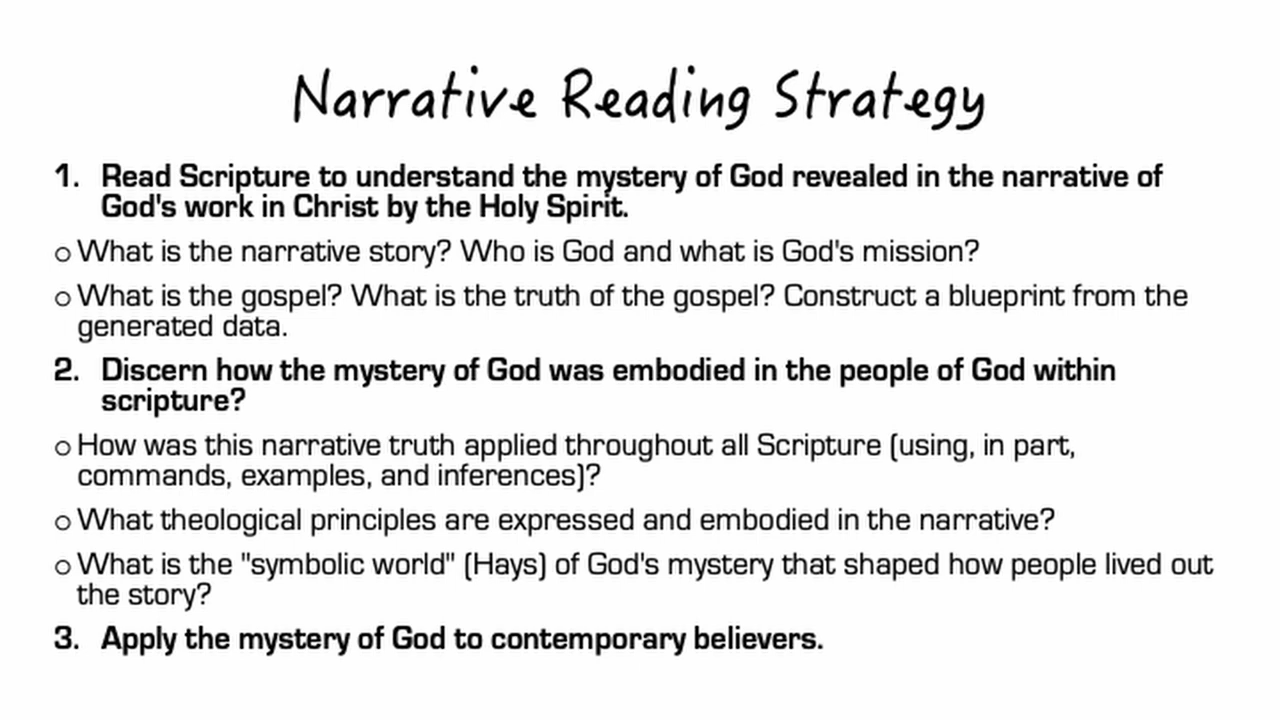 Narrative Reading Strategy
1. Read Scripture to understand the mystery of God revealed in the narrative of
God's work in Christ by the Holy Spirit.
o What is the narrative story? Who is God and what is God's mission?
o What is the gospel? What is the truth of the gospel? Construct a blueprint from the
generated data.
2. Discern how the mystery of God was embodied in the people of God within
scripture?
o How was this narrative truth applied throughout all Scripture (using, in part,
commands, examples, and inferences)?
o What theological principles are expressed and embodied in the narrative?
o What is the "symbolic world" (Hays) of God's mystery that shaped how people lived out
the story?
3. Apply the mystery of God to contemporary believers.